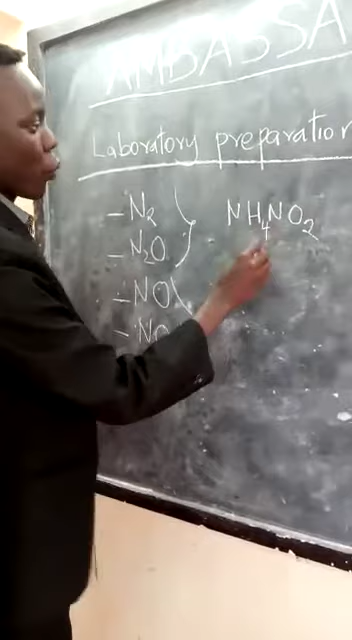 AMBASSA
Laboratory preparation
- N₂
- N₂O
- NO
- NO
NH₄NO₂